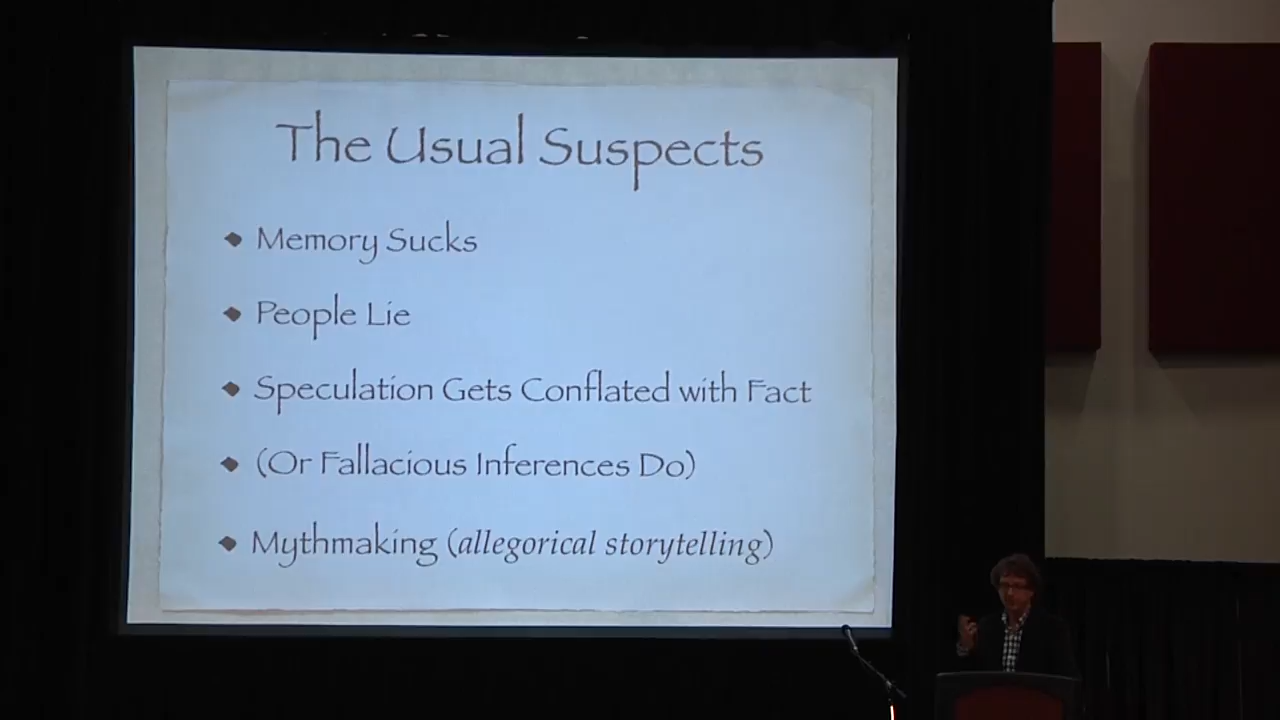 The Usual Suspects
Memory Sucks
People Lie
Speculation Gets Conflated with Fact
(Or Fallacious Inferences Do)
Mythmaking (allegorical storytelling)